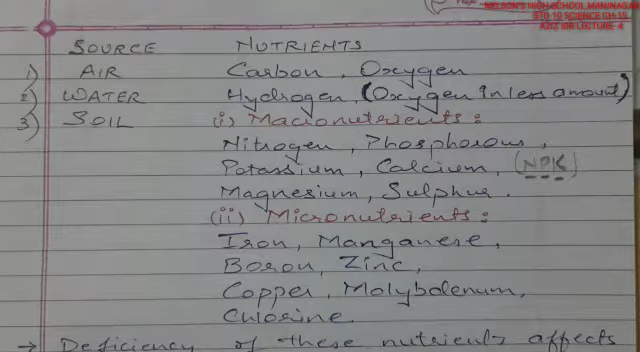 NELSON'S HIGH SCHOOL, MANINAGAR
STD 10 SCIENCE CH-15
AZIZ SIR LECTURE 4
SOURCE NUTRIENTS
1) AIR Carbon, Oxygen
2) WATER Hydrogen, (Oxygen in less amount)
3) SOIL (i) Macronutrients:
Nitrogen, Phosphorous,
Potassium, Calcium, (NPK)
Magnesium, Sulphur.
(ii) Micronutrients:
Iron, Manganese,
Boron, Zinc,
Copper, Molybdenum,
Chlorine
→ Deficiency of these nutrients affects